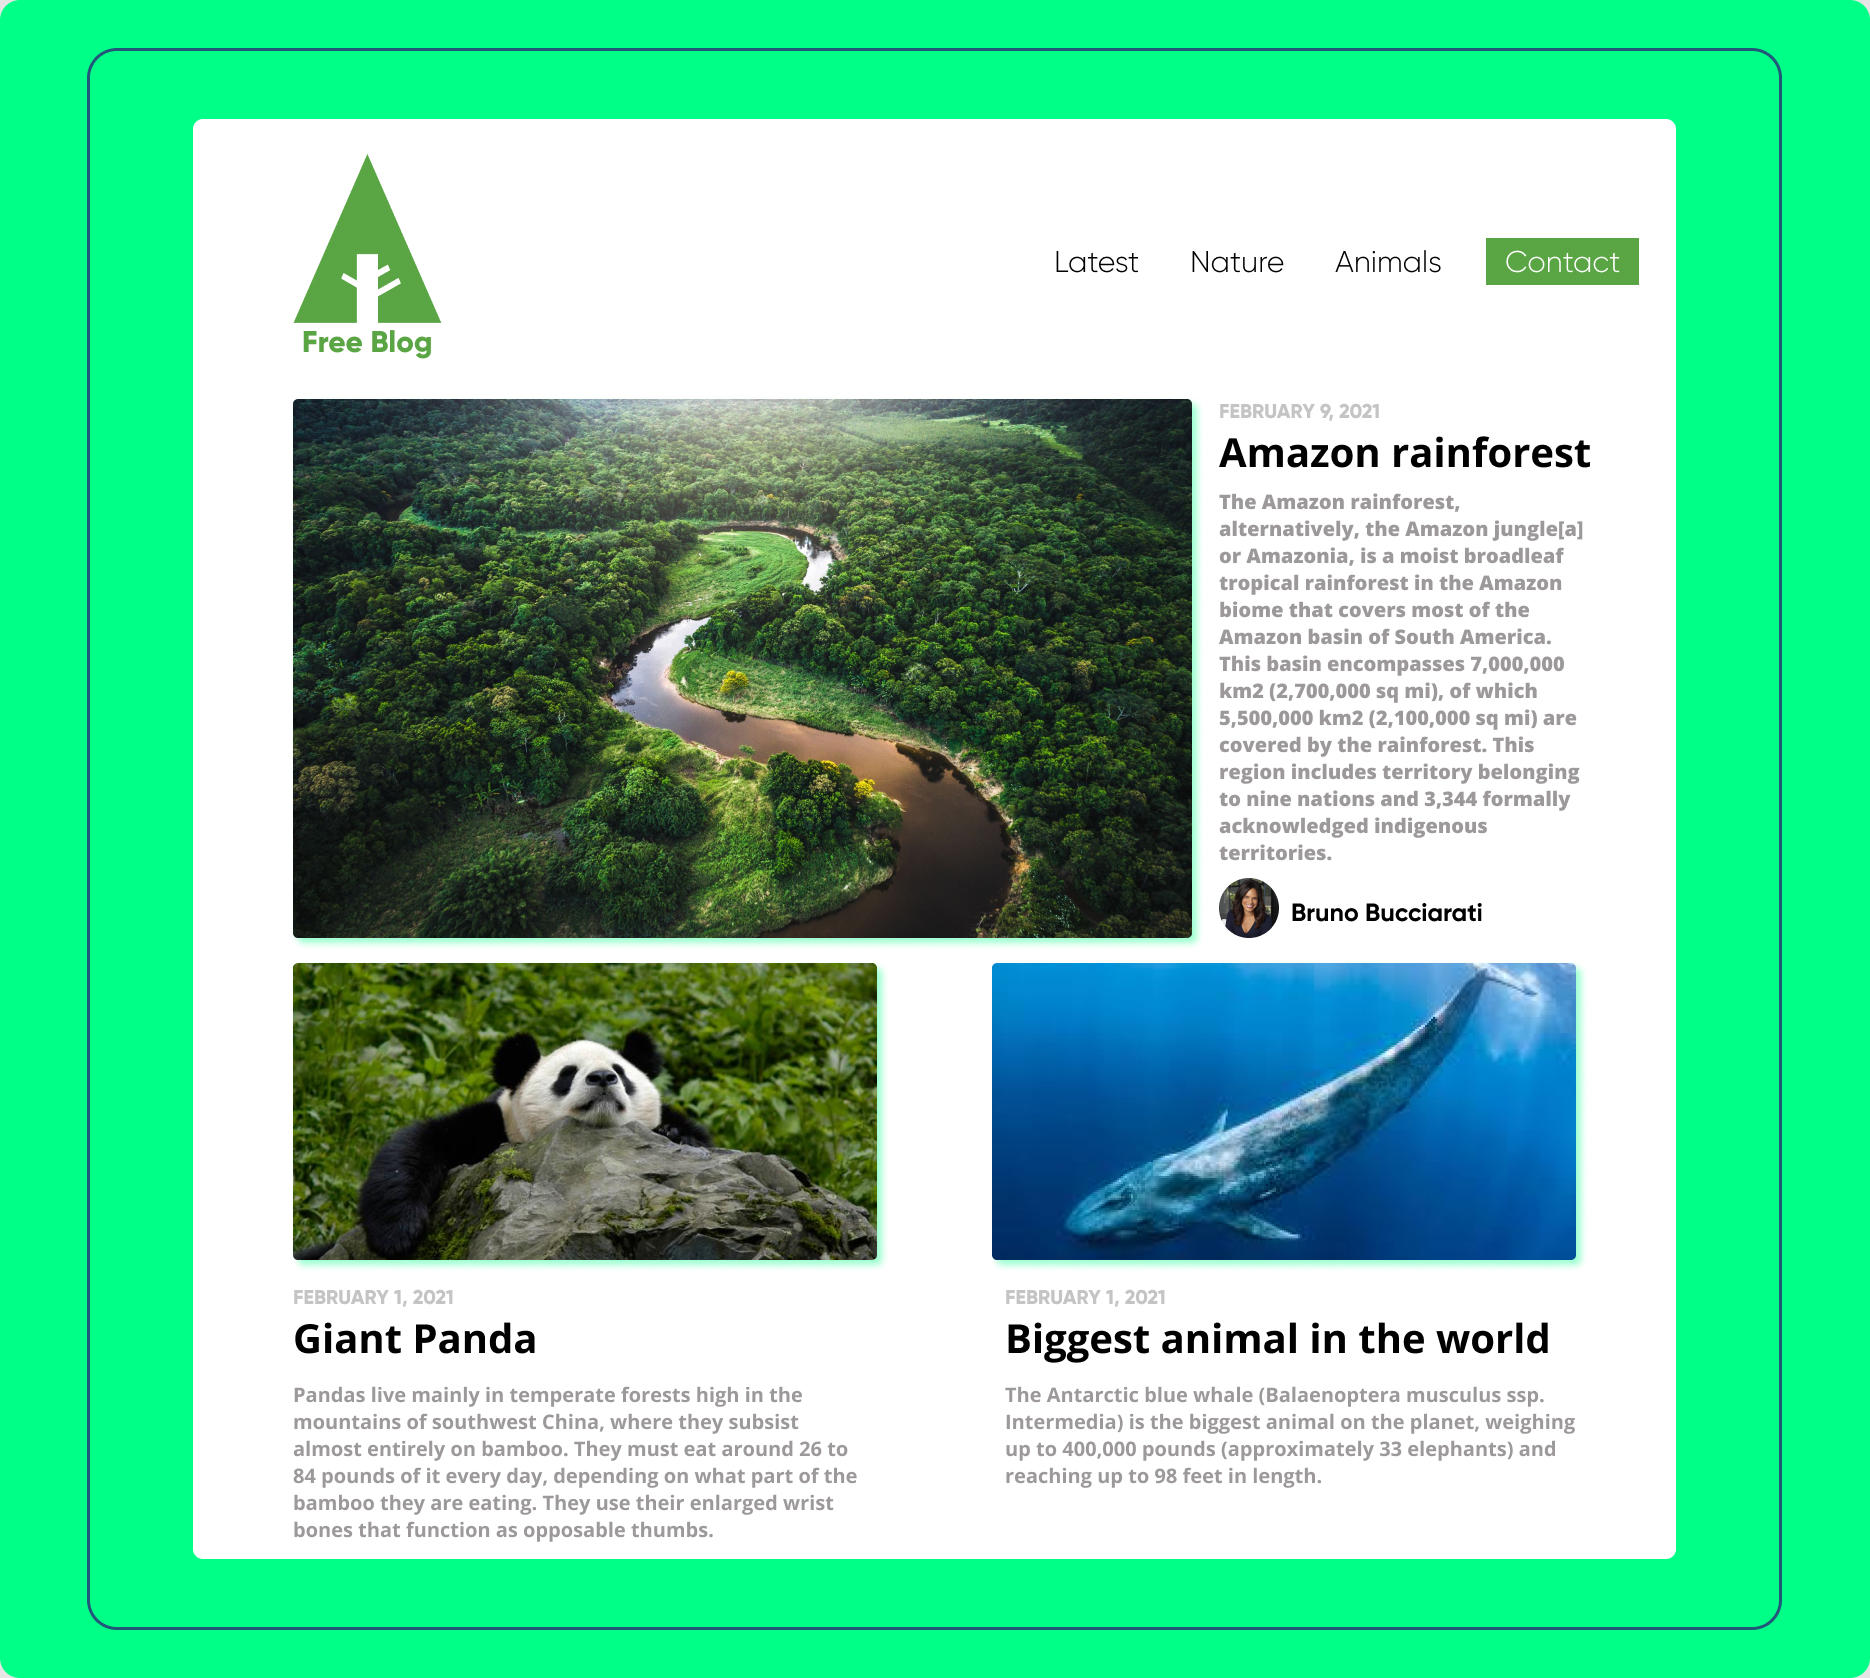 Free Blog
Latest
Nature
Animals
Contact
FEBRUARY 9, 2021
Amazon rainforest
The Amazon rainforest,
alternatively, the Amazon jungle[a]
or Amazonia, is a moist broadleaf
tropical rainforest in the Amazon
biome that covers most of the
Amazon basin of South America.
This basin encompasses 7,000,000
km2 (2,700,000 sq mi), of which
5,500,000 km2 (2,100,000 sq mi) are
covered by the rainforest. This
region includes territory belonging
to nine nations and 3,344 formally
acknowledged indigenous
territories.
Bruno Bucciarati
FEBRUARY 1, 2021
Giant Panda
Pandas live mainly in temperate forests high in the
mountains of southwest China, where they subsist
almost entirely on bamboo. They must eat around 26 to
84 pounds of it every day, depending on what part of the
bamboo they are eating. They use their enlarged wrist
bones that function as opposable thumbs.
FEBRUARY 1, 2021
Biggest animal in the world
The Antarctic blue whale (Balaenoptera musculus ssp.
Intermedia) is the biggest animal on the planet, weighing
up to 400,000 pounds (approximately 33 elephants) and
reaching up to 98 feet in length.